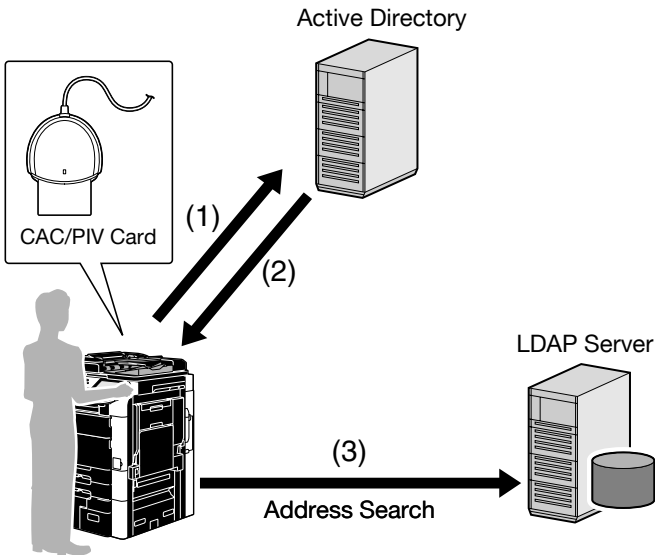 Active Directory
CAC/PIV Card
(1)
(2)
LDAP Server
(3)
Address Search